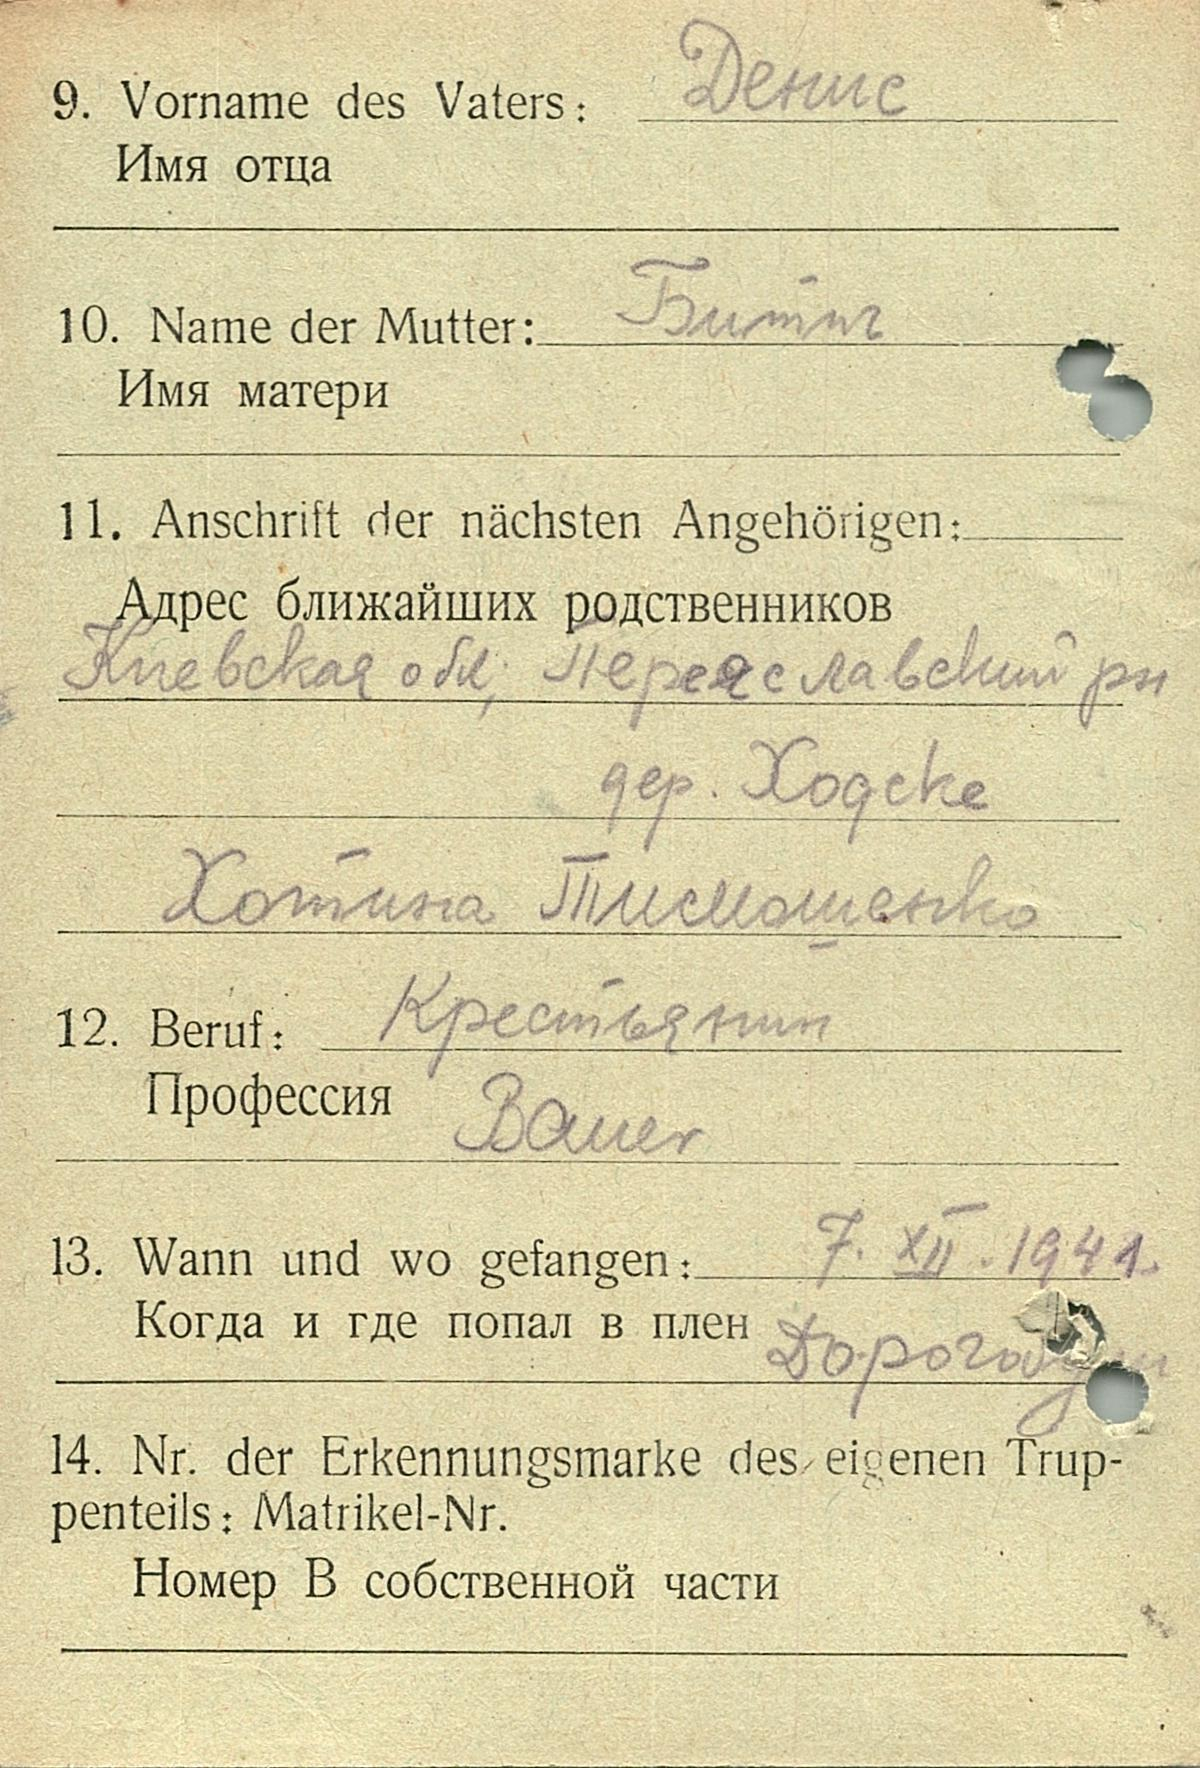 9. Vorname des Vaters: Денис
Имя отца
10. Name der Mutter:
Имя матери
11. Anschrift der nächsten Angehörigen:
Адрес ближайших родственников
Киевская обл, Переяславский рн
дер. Ходске
Хотина Тимошенко
12. Beruf: Крестьянин
Профессия Bauer
13. Wann und wo gefangen: 7. XII. 1941.
Когда и где попал в плен
14. Nr. der Erkennungsmarke des eigenen Trup-
penteils: Matrikel-Nr.
Номер В собственной части